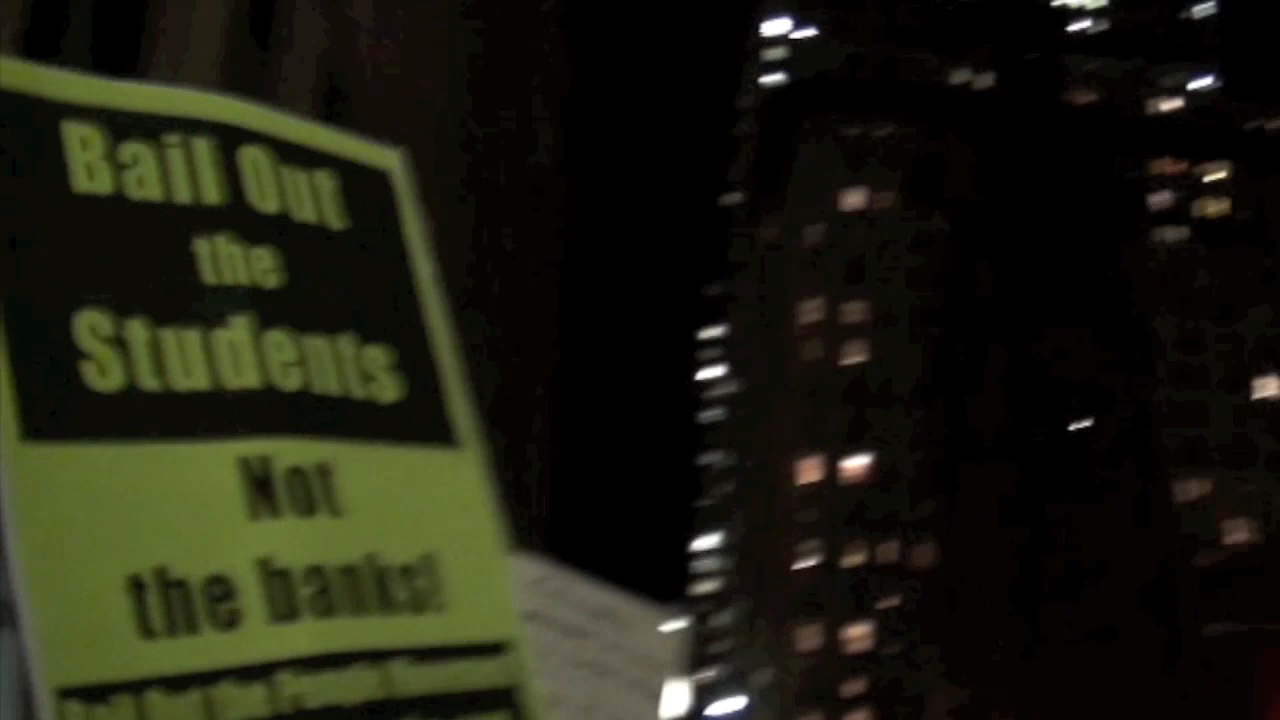 Bail Out
the
Students
Not
the banks!